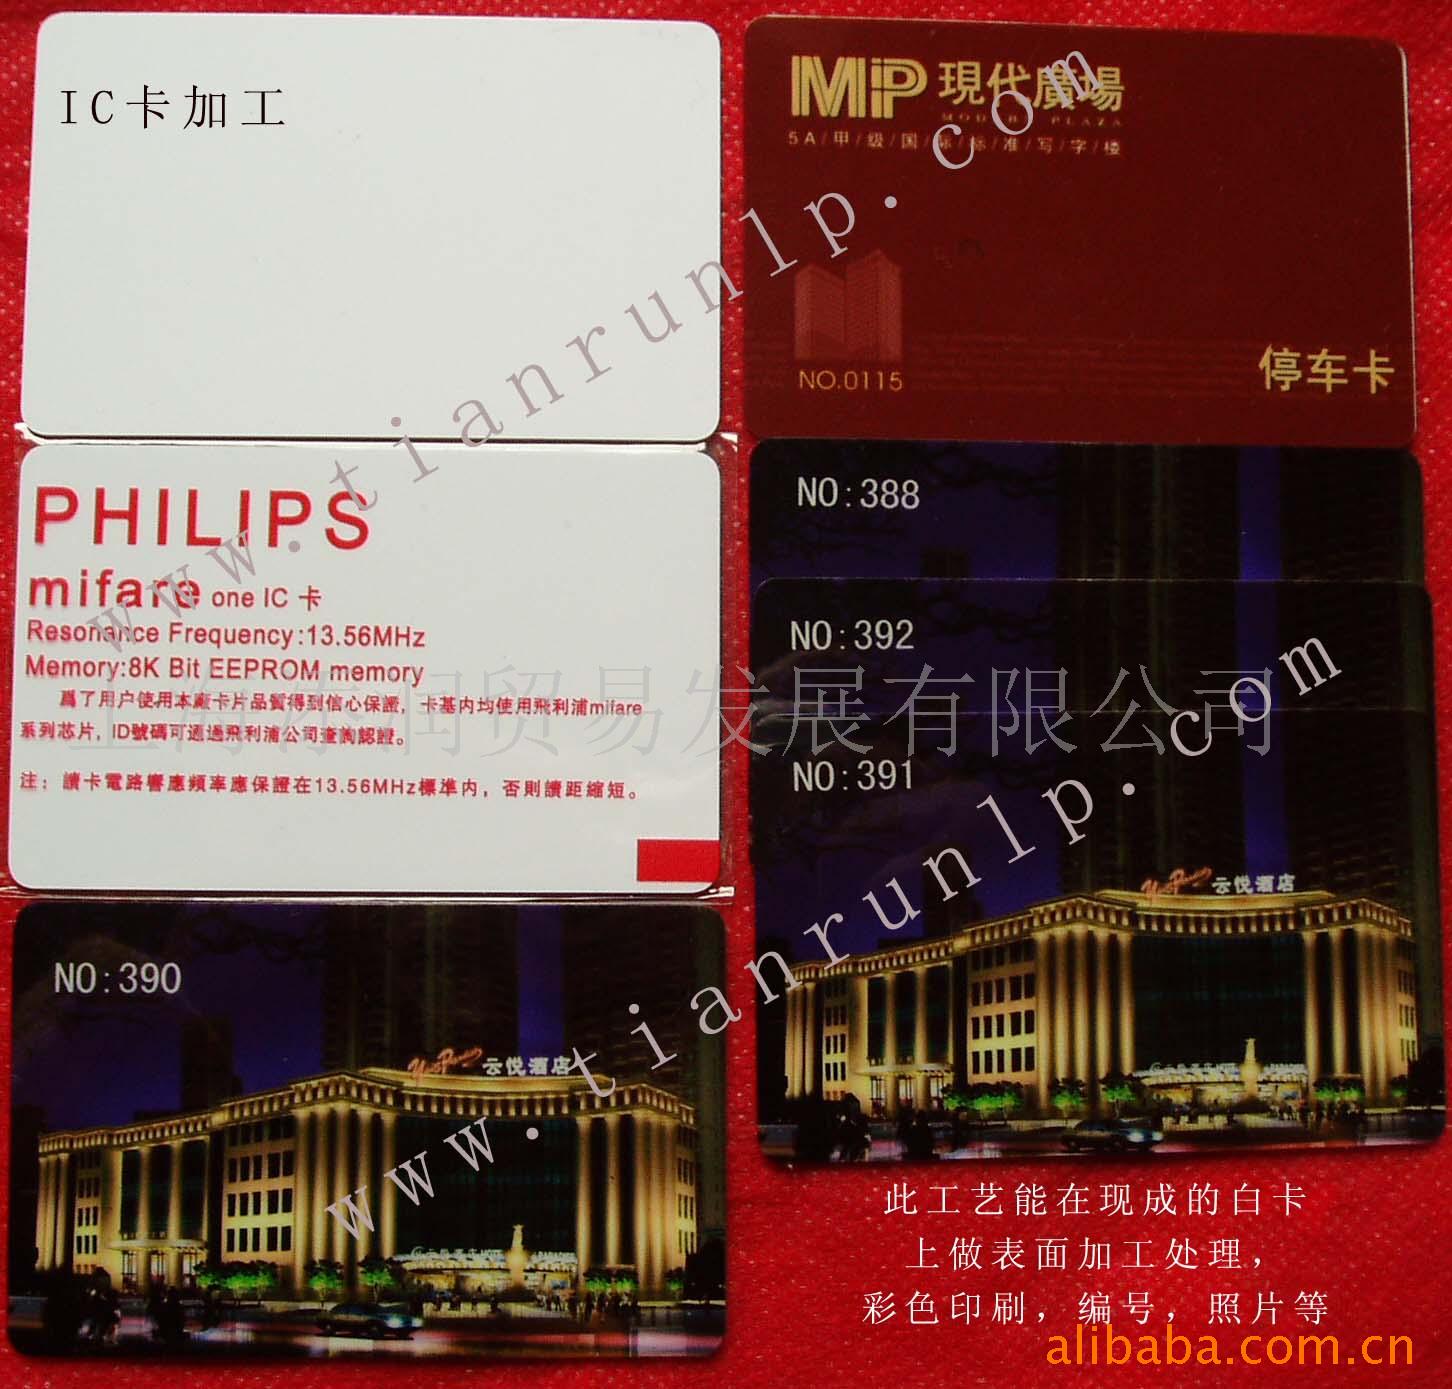 IC卡加工
MP 現代廣場
MODERN PLAZA
5A/甲/级/国/际/标/准/写/字/楼
NO.0115
停车卡
PHILIPS
mifare one IC 卡
Resonance Frequency:13.56MHz
Memory:8K Bit EEPROM memory
爲了用户使用本廠卡片品質得到信心保證，卡基内均使用飛利浦mifare
系列芯片，ID號碼可通過飛利浦公司查詢認證。
注：讀卡電路響應頻率應保證在13.56MHz標準内，否則讀距縮短。
NO:388
NO:392
NO:391
云悦酒店
NO:390
云悦酒店
此工艺能在现成的白卡
上做表面加工处理，
彩色印刷，编号，照片等
www.tianrunlp.com
www.tianrunlp.com
润贸易发展有限公司
alibaba.com.cn